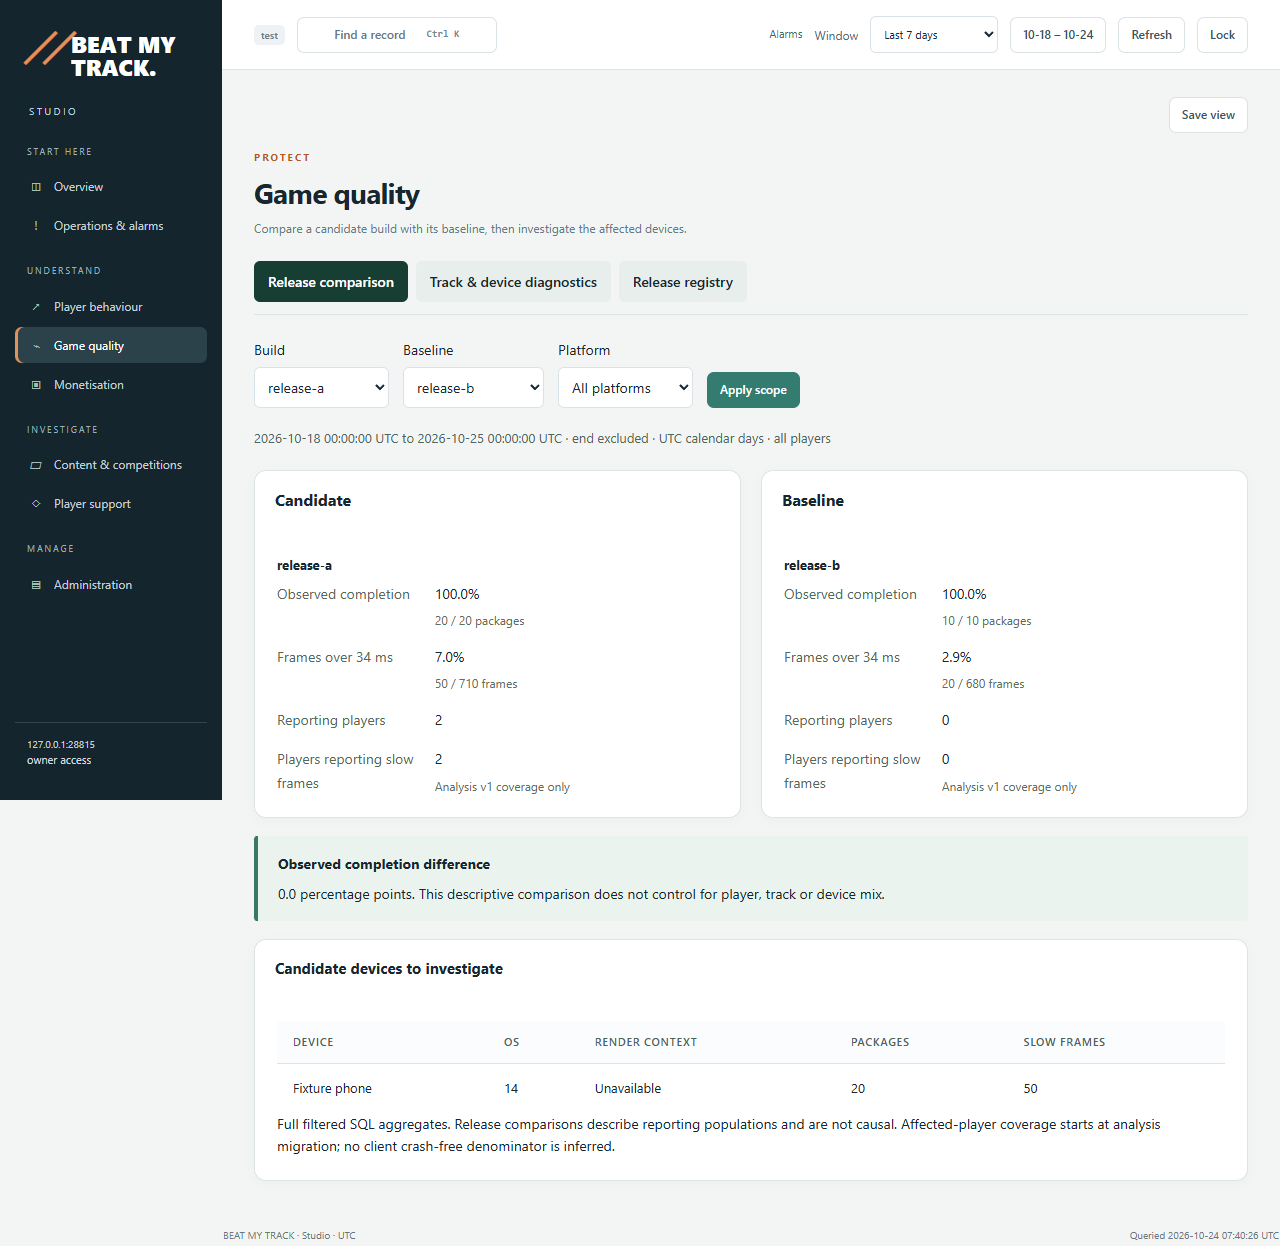 BEAT MY
TRACK.
STUDIO
START HERE
Overview
! Operations & alarms
UNDERSTAND
Player behaviour
Game quality
Monetisation
INVESTIGATE
Content & competitions
Player support
MANAGE
Administration
127.0.0.1:28815
owner access
test
Find a record Ctrl K
Alarms
Window
Last 7 days
10-18 – 10-24
Refresh
Lock
Save view
PROTECT
Game quality
Compare a candidate build with its baseline, then investigate the affected devices.
Release comparison
Track & device diagnostics
Release registry
Build Baseline Platform
release-a release-b All platforms Apply scope
2026-10-18 00:00:00 UTC to 2026-10-25 00:00:00 UTC · end excluded · UTC calendar days · all players
Candidate
release-a
Observed completion 100.0%
20 / 20 packages
Frames over 34 ms 7.0%
50 / 710 frames
Reporting players 2
Players reporting slow 2
frames Analysis v1 coverage only
Baseline
release-b
Observed completion 100.0%
10 / 10 packages
Frames over 34 ms 2.9%
20 / 680 frames
Reporting players 0
Players reporting slow 0
frames Analysis v1 coverage only
Observed completion difference
0.0 percentage points. This descriptive comparison does not control for player, track or device mix.
Candidate devices to investigate
DEVICE OS RENDER CONTEXT PACKAGES SLOW FRAMES
Fixture phone 14 Unavailable 20 50
Full filtered SQL aggregates. Release comparisons describe reporting populations and are not causal. Affected-player coverage starts at analysis
migration; no client crash-free denominator is inferred.
BEAT MY TRACK · Studio · UTC
Queried 2026-10-24 07:40:26 UTC